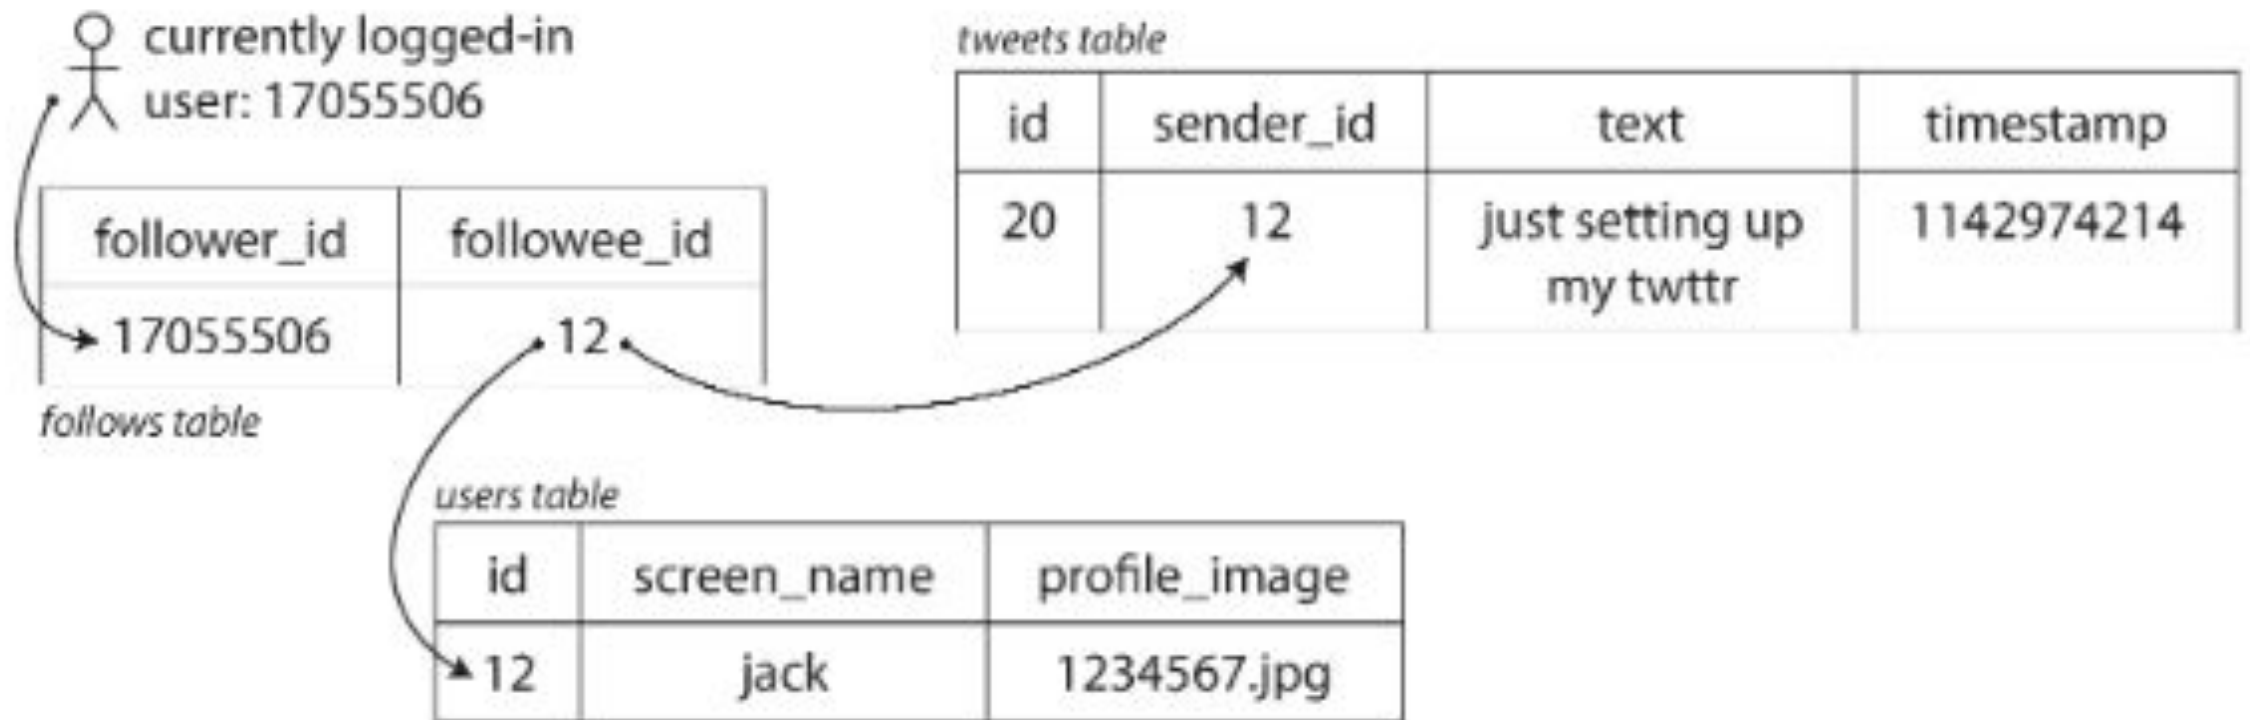 currently logged-in
user: 17055506
follower_id followee_id
17055506 12
follows table
tweets table
id sender_id text timestamp
20 12 just setting up 1142974214
my twttr
users table
id screen_name profile_image
12 jack 1234567.jpg